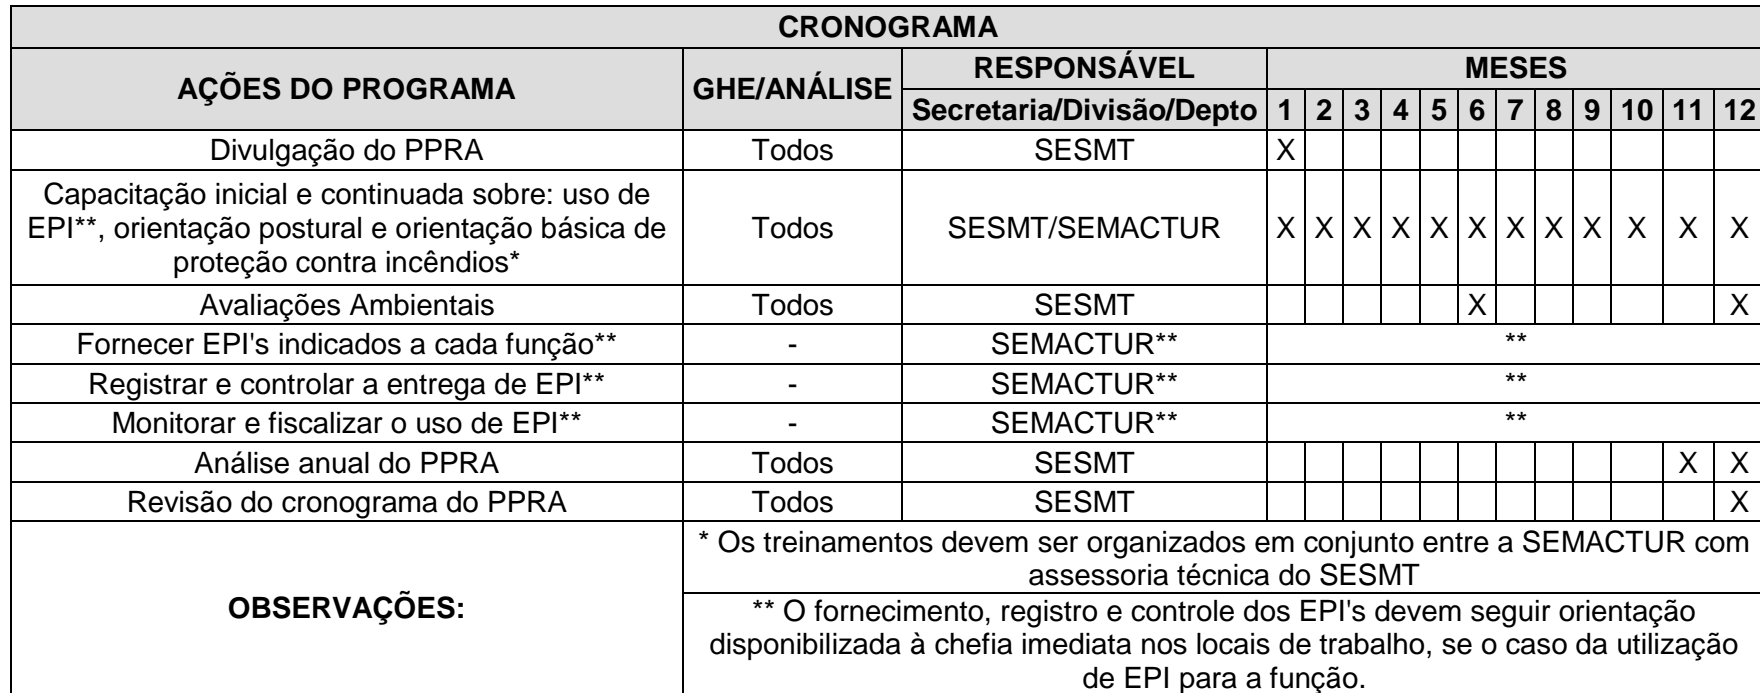 CRONOGRAMA
AÇÕES DO PROGRAMA GHE/ANÁLISE RESPONSÁVEL MESES
Secretaria/Divisão/Depto 1 2 3 4 5 6 7 8 9 10 11 12
Divulgação do PPRA Todos SESMT X
Capacitação inicial e continuada sobre: uso de
EPI**, orientação postural e orientação básica de
proteção contra incêndios*
Todos SESMT/SEMACTUR X X X X X X X X X X X X
Avaliações Ambientais Todos SESMT X X
Fornecer EPI's indicados a cada função** - SEMACTUR** **
Registrar e controlar a entrega de EPI** - SEMACTUR** **
Monitorar e fiscalizar o uso de EPI** - SEMACTUR** **
Análise anual do PPRA Todos SESMT X X
Revisão do cronograma do PPRA Todos SESMT X
OBSERVAÇÕES:
* Os treinamentos devem ser organizados em conjunto entre a SEMACTUR com
assessoria técnica do SESMT
** O fornecimento, registro e controle dos EPI's devem seguir orientação
disponibilizada à chefia imediata nos locais de trabalho, se o caso da utilização
de EPI para a função.